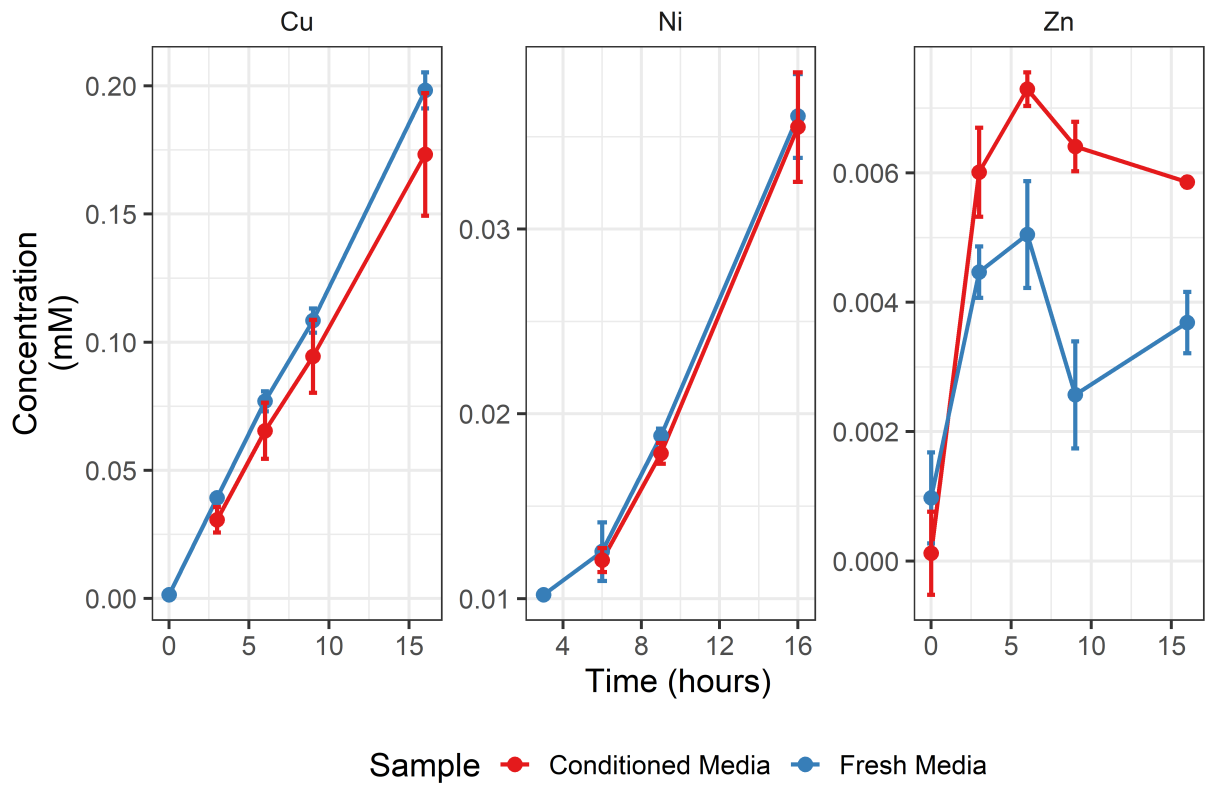 Cu
Ni
Zn
0.20
0.15
0.10
0.05
0.00
0.03
0.02
0.01
0.006
0.004
0.002
0.000
Concentration
(mM)
0 5 10 15
4 8 12 16
0 5 10 15
Time (hours)
Sample Conditioned Media Fresh Media